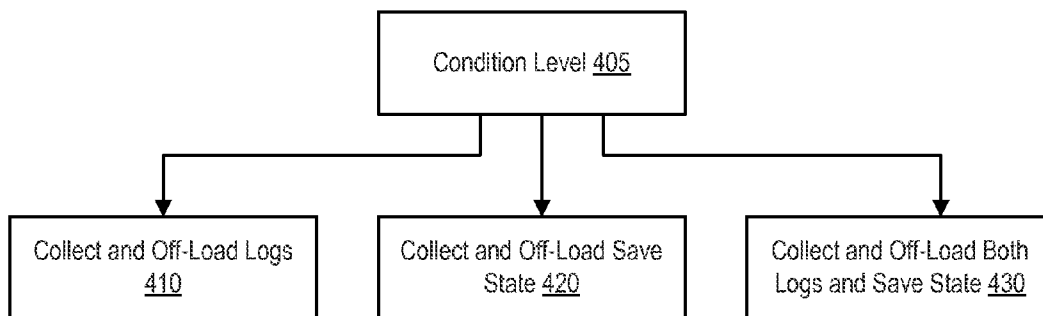 Condition Level 405
Collect and Off-Load Logs
410
Collect and Off-Load Save
State 420
Collect and Off-Load Both
Logs and Save State 430